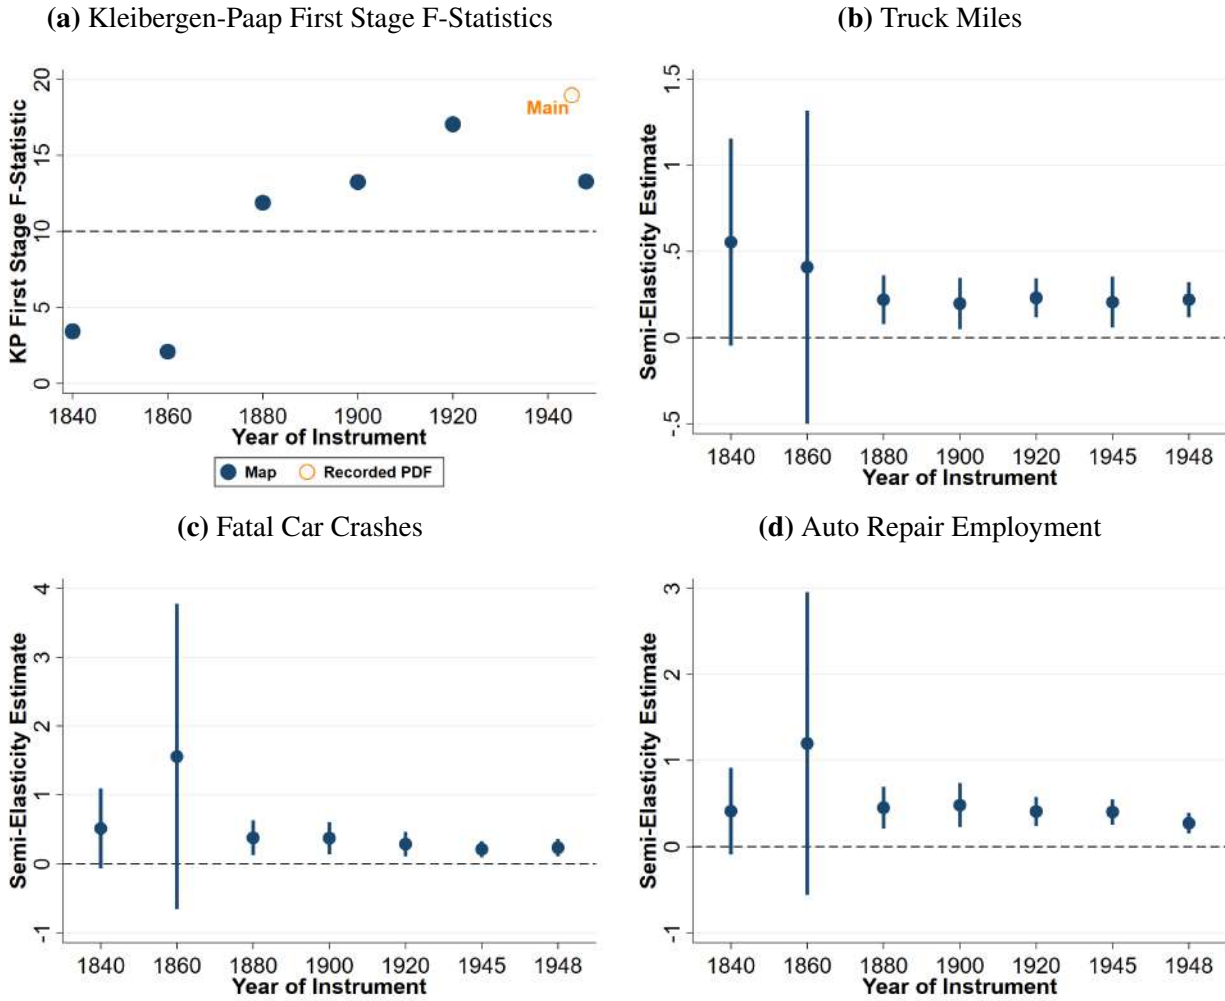 (a) Kleibergen-Paap First Stage F-Statistics
KP First Stage F-Statistic
20
15
10
5
0
Main
1840 1860 1880 1900 1920 1940
Year of Instrument
Map Recorded PDF
(b) Truck Miles
Semi-Elasticity Estimate
1.5
1
.5
0
-.5
1840 1860 1880 1900 1920 1945 1948
Year of Instrument
(c) Fatal Car Crashes
Semi-Elasticity Estimate
4
3
2
1
0
-1
1840 1860 1880 1900 1920 1945 1948
Year of Instrument
(d) Auto Repair Employment
Semi-Elasticity Estimate
3
2
1
0
-1
1840 1860 1880 1900 1920 1945 1948
Year of Instrument